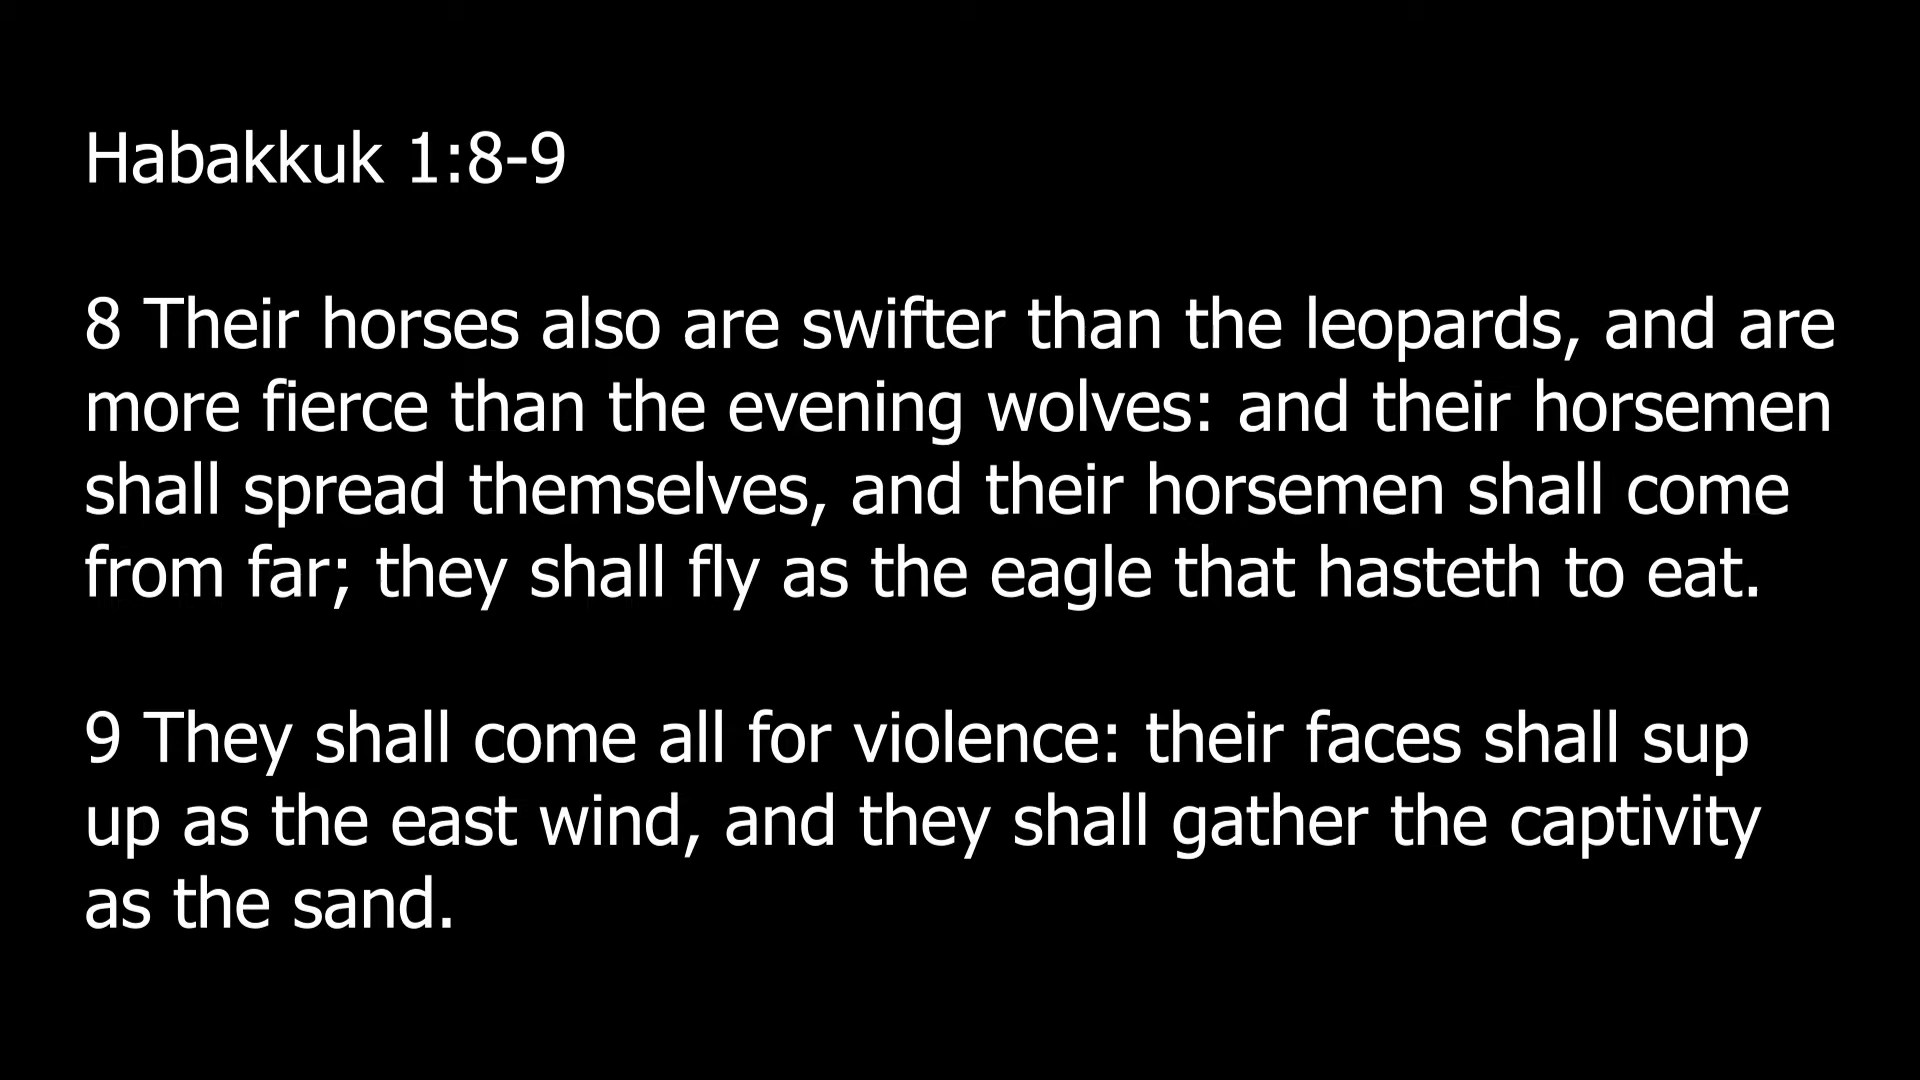 Habakkuk 1:8-9
8 Their horses also are swifter than the leopards, and are
more fierce than the evening wolves: and their horsemen
shall spread themselves, and their horsemen shall come
from far; they shall fly as the eagle that hasteth to eat.
9 They shall come all for violence: their faces shall sup
up as the east wind, and they shall gather the captivity
as the sand.